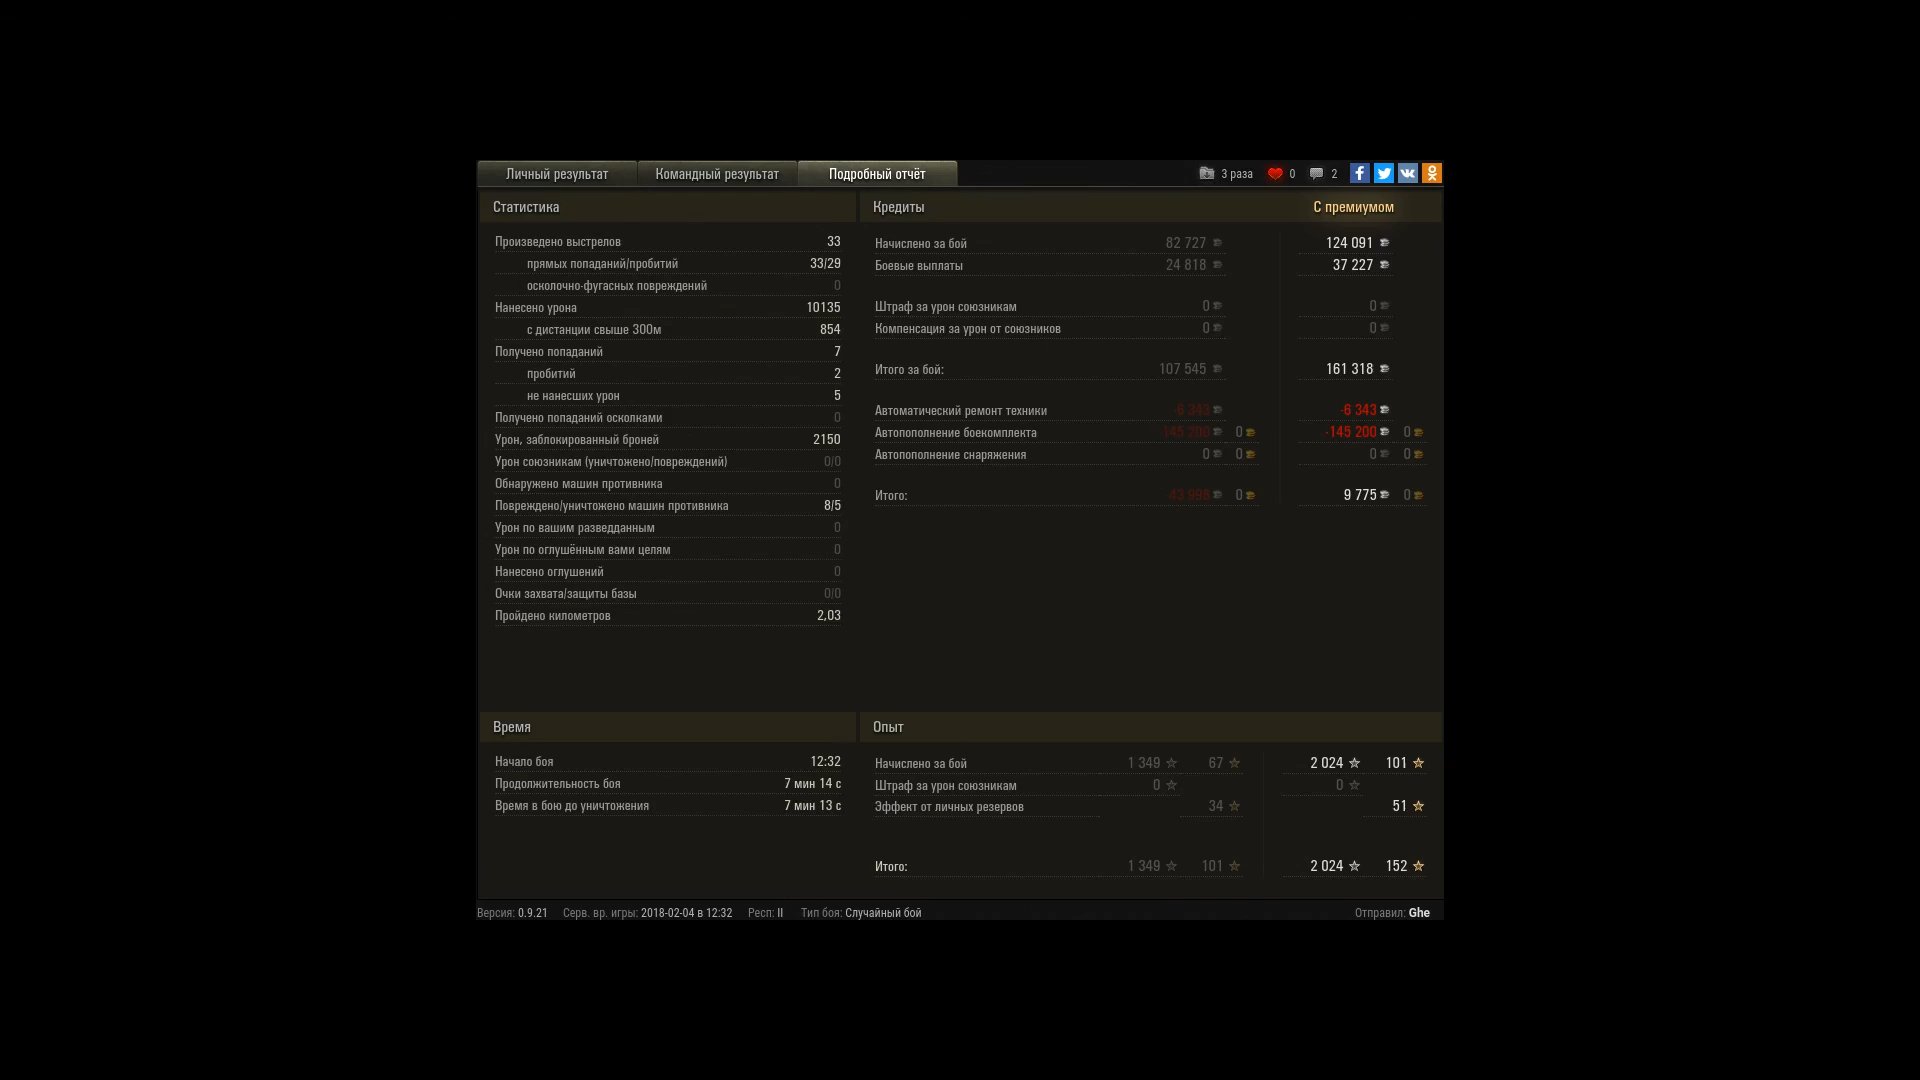 Личный результат Командный результат Подробный отчёт 3 раза 0 2
Статистика
Произведено выстрелов 33
прямых попаданий/пробитий 33/29
осколочно-фугасных повреждений 0
Нанесено урона 10135
с дистанции свыше 300м 854
Получено попаданий 7
пробитий 2
не нанесших урон 5
Получено попаданий осколками 0
Урон, заблокированный броней 2150
Урон союзникам (уничтожено/повреждений) 0/0
Обнаружено машин противника 0
Повреждено/уничтожено машин противника 8/5
Урон по вашим разведданным 0
Урон по оглушённым вами целям 0
Нанесено оглушений 0
Очки захвата/защиты базы 0/0
Пройдено километров 2,03
Кредиты С премиумом
Начислено за бой 82 727 124 091
Боевые выплаты 24 818 37 227
Штраф за урон союзникам 0 0
Компенсация за урон от союзников 0 0
Итого за бой: 107 545 161 318
Автоматический ремонт техники -6 343 -6 343
Автопополнение боекомплекта -145 200 0 -145 200 0
Автопополнение снаряжения 0 0 0 0
Итого: -43 998 0 9 775 0
Время
Начало боя 12:32
Продолжительность боя 7 мин 14 с
Время в бою до уничтожения 7 мин 13 с
Опыт
Начислено за бой 1 349 67 2 024 101
Штраф за урон союзникам 0 0
Эффект от личных резервов 34 51
Итого: 1 349 101 2 024 152
Версия: 0.9.21 Серв. вр. игры: 2018-02-04 в 12:32 Респ: II Тип боя: Случайный бой Отправил: Ghe